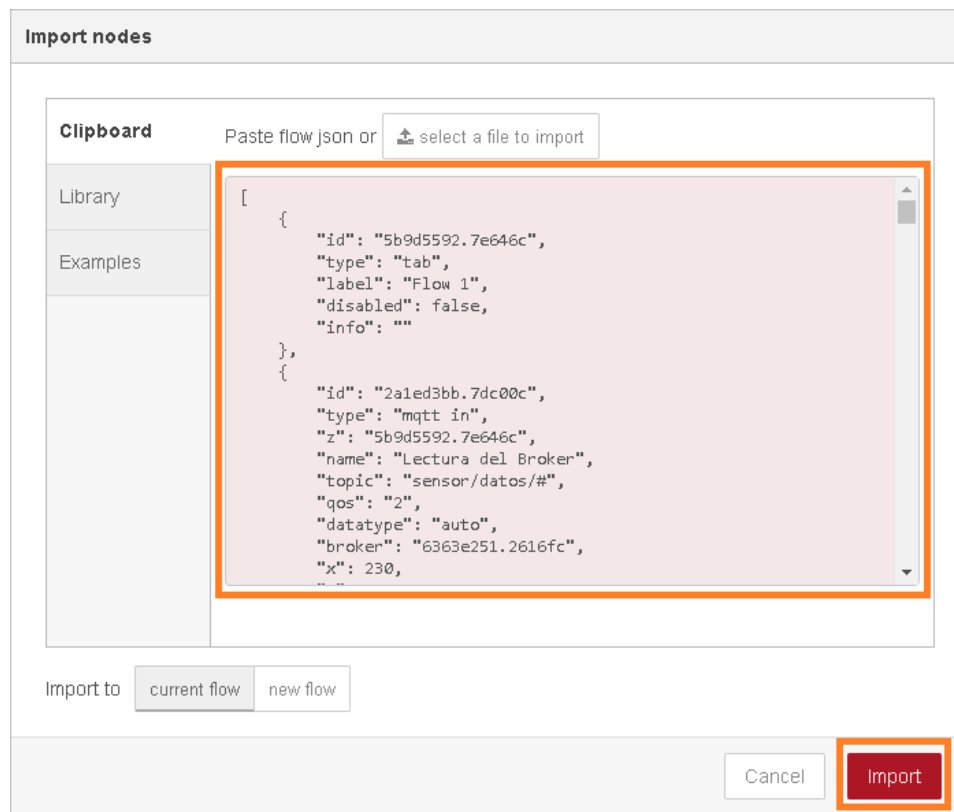 Import nodes
Clipboard
Paste flow json or select a file to import
Library
Examples
[
    {
        "id": "5b9d5592.7e646c",
        "type": "tab",
        "label": "Flow 1",
        "disabled": false,
        "info": ""
    },
    {
        "id": "2a1ed3bb.7dc00c",
        "type": "mqtt in",
        "z": "5b9d5592.7e646c",
        "name": "Lectura del Broker",
        "topic": "sensor/datos/#",
        "qos": "2",
        "datatype": "auto",
        "broker": "6363e251.2616fc",
        "x": 230,
Import to current flow new flow
Cancel Import